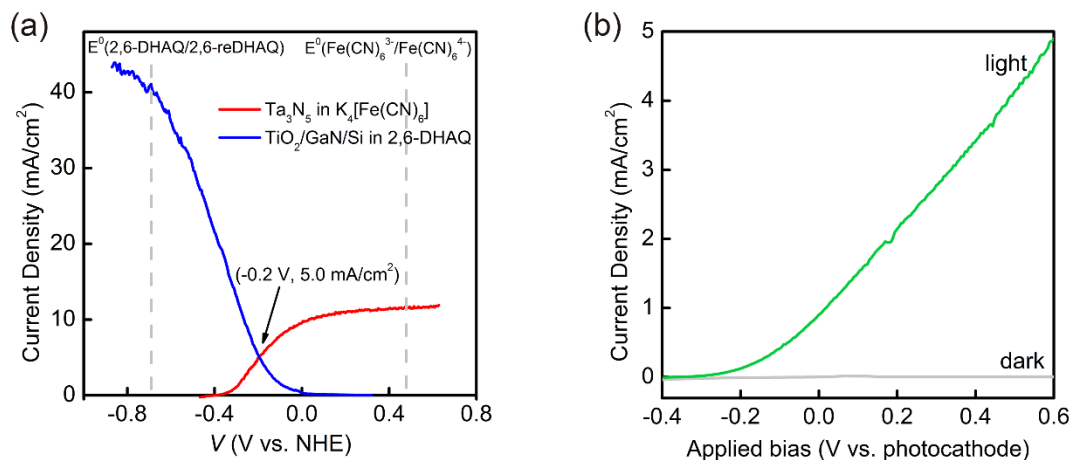 (a)
E⁰(2,6-DHAQ/2,6-reDHAQ)
E⁰(Fe(CN)₆³⁻/Fe(CN)₆⁴⁻)
Ta₃N₅ in K₄[Fe(CN)₆]
TiO₂/GaN/Si in 2,6-DHAQ
(-0.2 V, 5.0 mA/cm²)
Current Density (mA/cm²)
40
30
20
10
0
-0.8
-0.4
0.0
0.4
0.8
V (V vs. NHE)
(b)
light
dark
Current Density (mA/cm²)
5
4
3
2
1
0
-0.4
-0.2
0.0
0.2
0.4
0.6
Applied bias (V vs. photocathode)